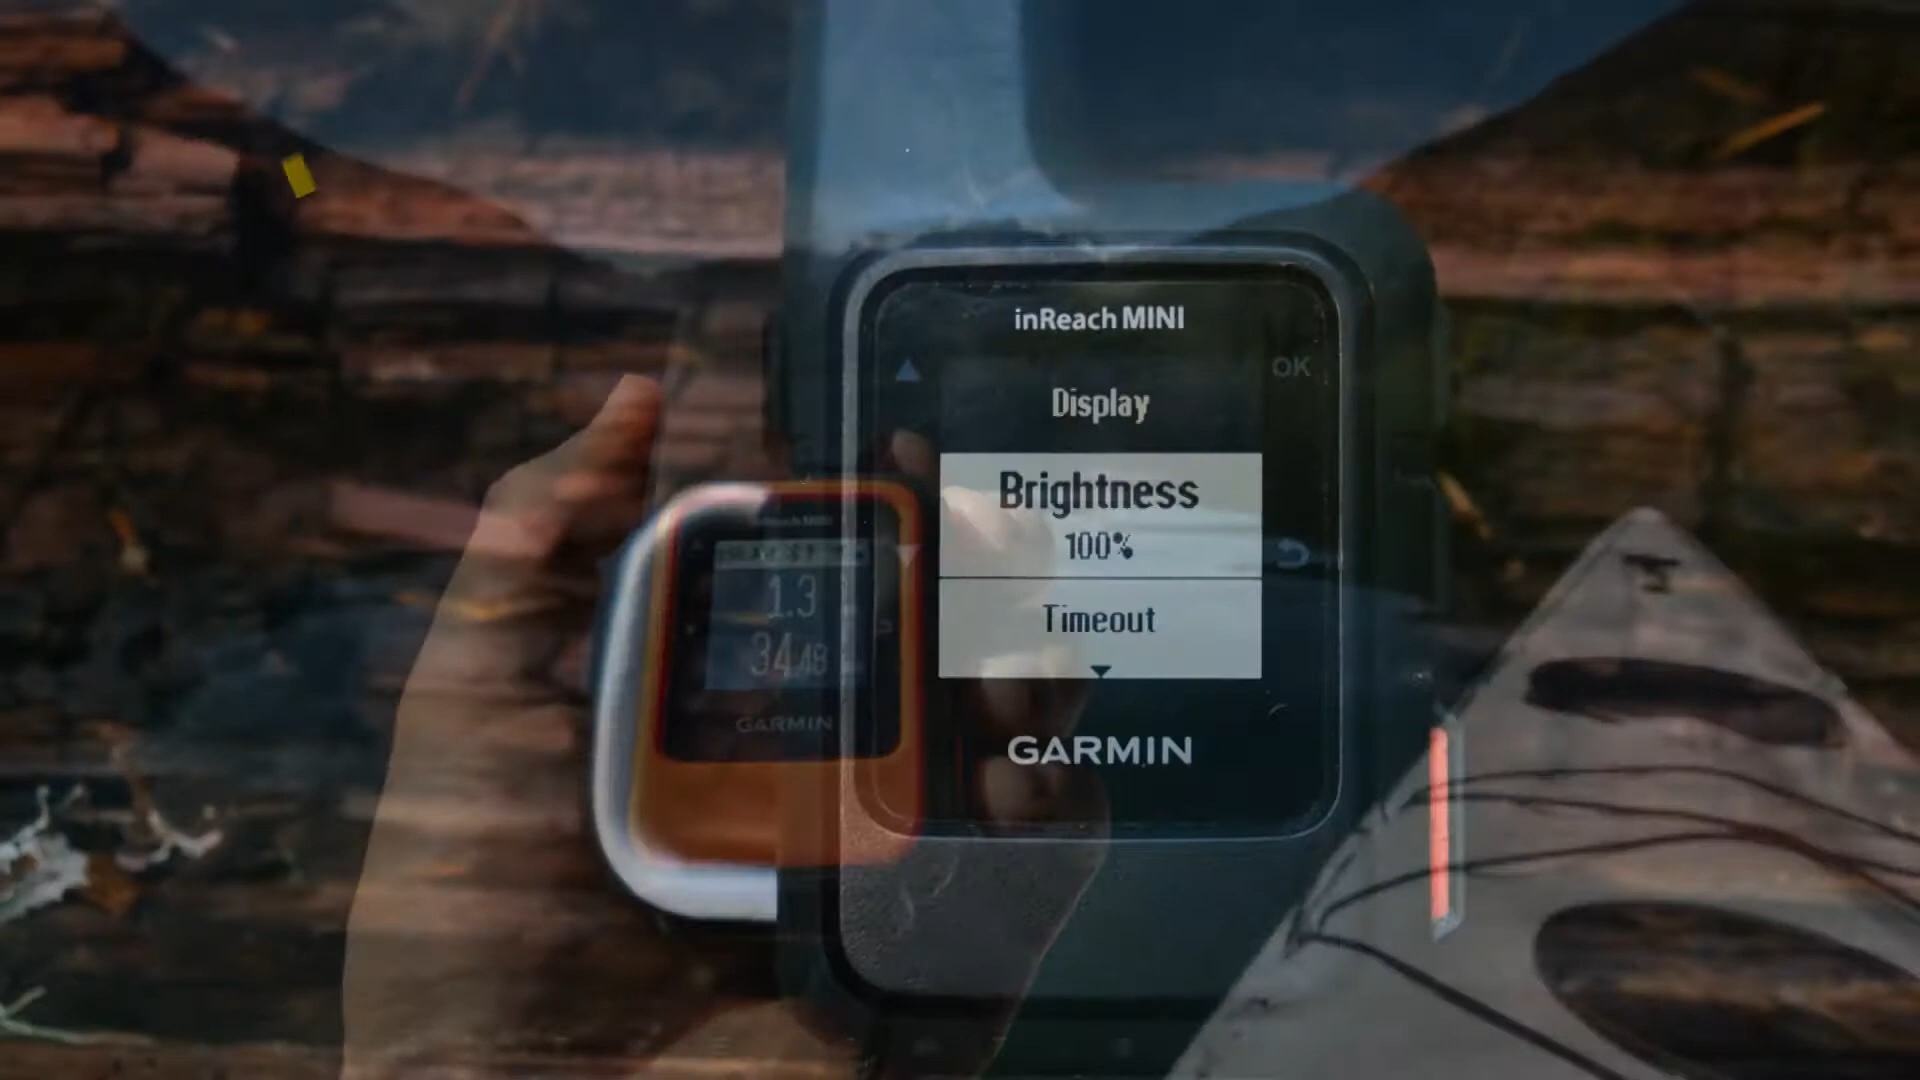 inReach MINI
OK
Display
Brightness
100%
Timeout
GARMIN
1.3
34.48
GARMIN